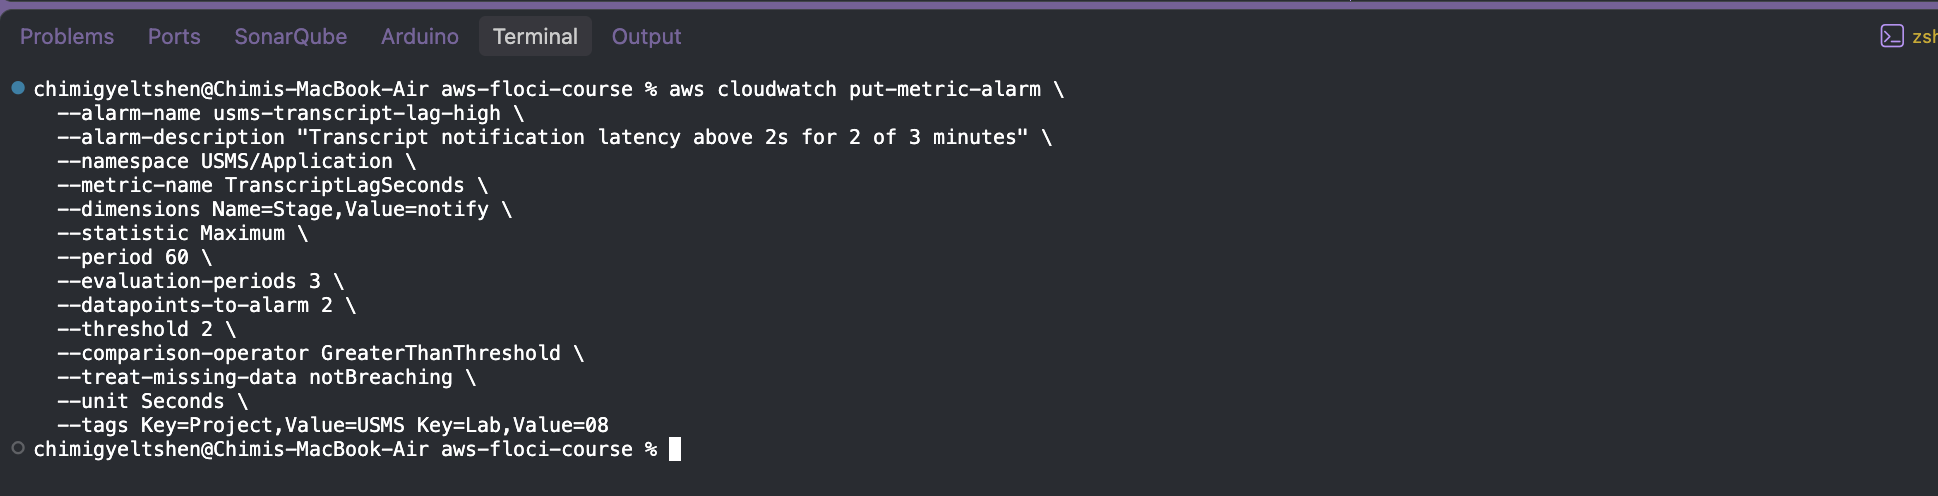 Problems Ports SonarQube Arduino Terminal Output zsh
chimigyeltshen@Chimis-MacBook-Air aws-floci-course % aws cloudwatch put-metric-alarm \
--alarm-name usms-transcript-lag-high \
--alarm-description "Transcript notification latency above 2s for 2 of 3 minutes" \
--namespace USMS/Application \
--metric-name TranscriptLagSeconds \
--dimensions Name=Stage,Value=notify \
--statistic Maximum \
--period 60 \
--evaluation-periods 3 \
--datapoints-to-alarm 2 \
--threshold 2 \
--comparison-operator GreaterThanThreshold \
--treat-missing-data notBreaching \
--unit Seconds \
--tags Key=Project,Value=USMS Key=Lab,Value=08
chimigyeltshen@Chimis-MacBook-Air aws-floci-course %